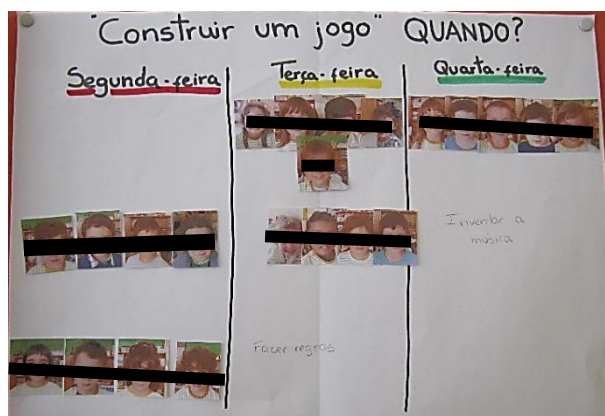 "Construir um jogo" QUANDO?
Segunda-feira
Terça-feira
Quarta-feira
Inventar a
música
Fazer regras